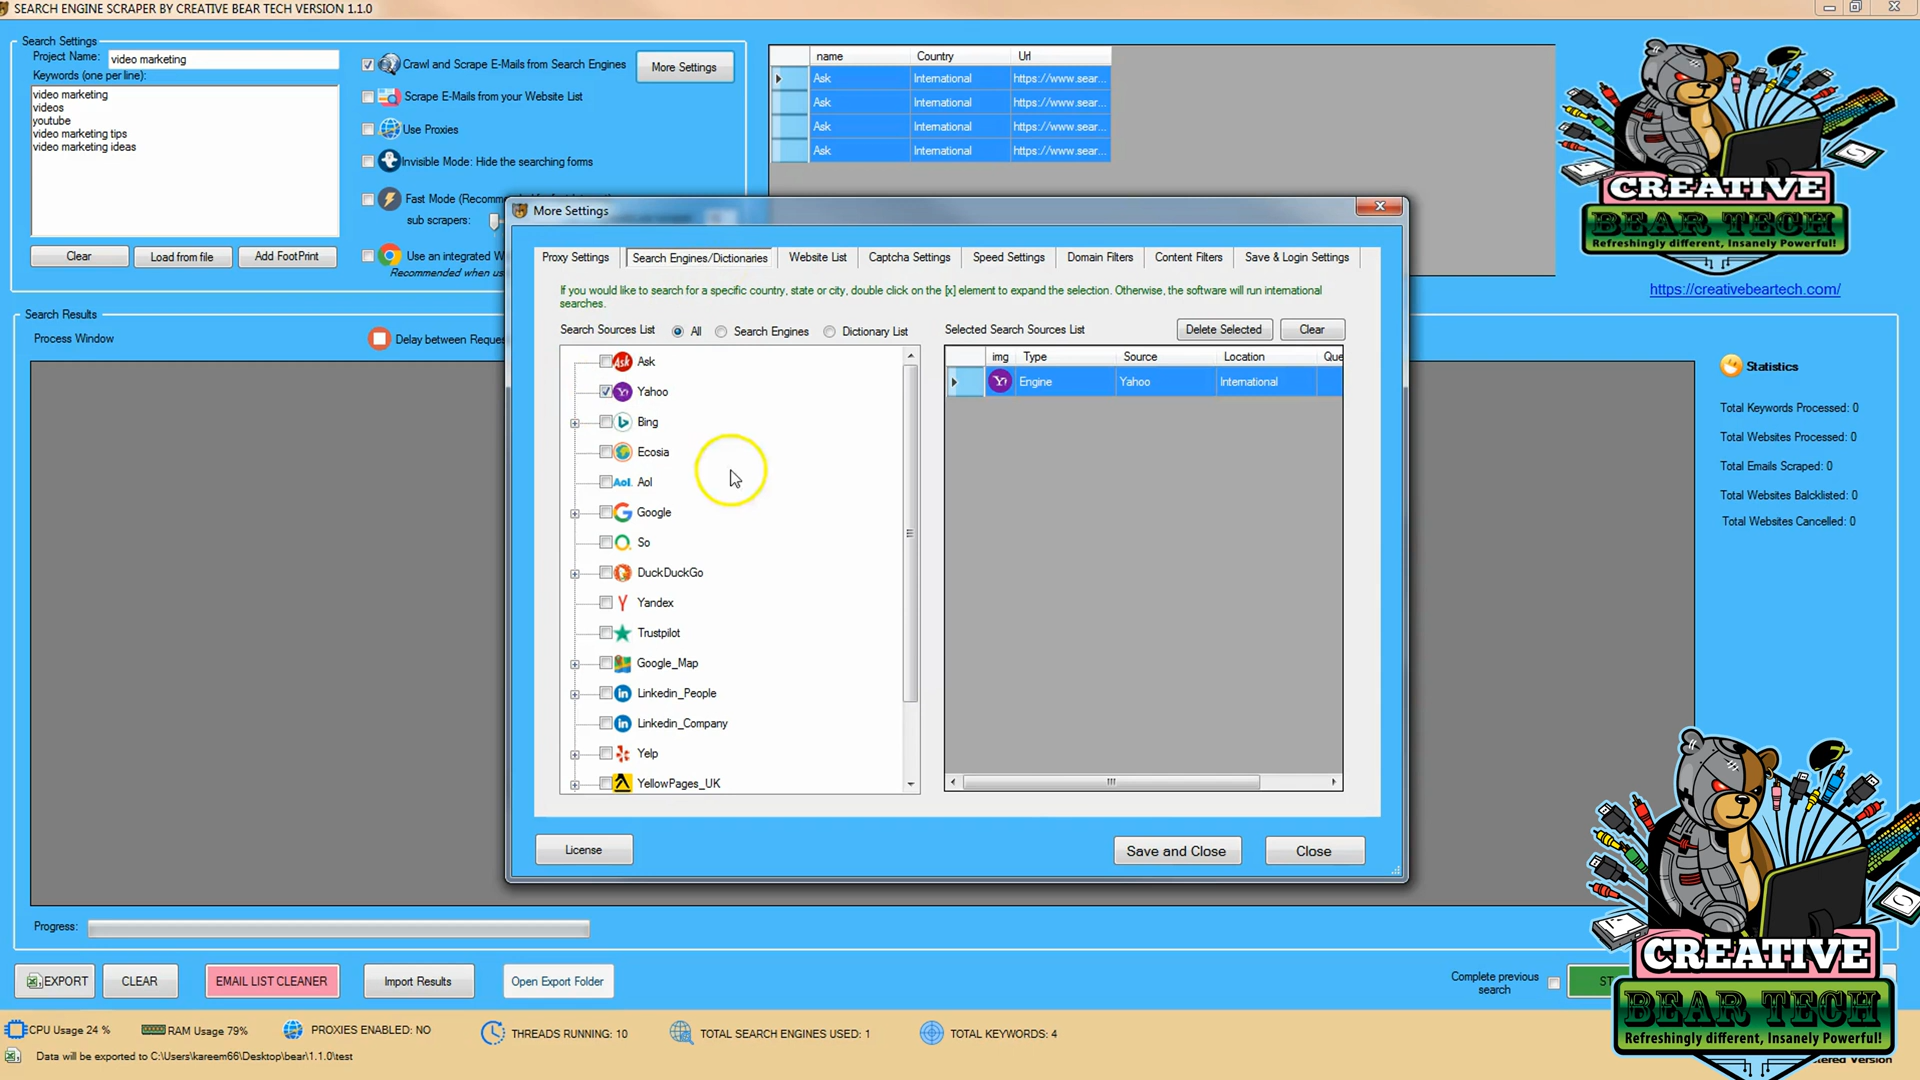 SEARCH ENGINE SCRAPER BY CREATIVE BEAR TECH VERSION 1.1.0
Search Settings
Project Name: video marketing
Keywords (one per line):
video marketing
videos
youtube
video marketing tips
video marketing ideas
Clear
Load from file
Add FootPrint
Crawl and Scrape E-Mails from Search Engines
More Settings
Scrape E-Mails from your Website List
Use Proxies
Invisible Mode: Hide the searching forms
Fast Mode (Recomm
sub scrapers:
Use an integrated W
Recommended when us
name Country Url
Ask International https://www.sear...
Ask International https://www.sear...
Ask International https://www.sear...
Ask International https://www.sear...
CREATIVE
BEAR TECH
Refreshingly different, Insanely Powerful!
https://creativebeartech.com/
Search Results
Process Window
Delay between Reques
More Settings
Proxy Settings
Search Engines/Dictionaries
Website List
Captcha Settings
Speed Settings
Domain Filters
Content Filters
Save & Login Settings
If you would like to search for a specific country, state or city, double click on the [x] element to expand the selection. Otherwise, the software will run international
searches.
Search Sources List All Search Engines Dictionary List
Ask
Ask
Yahoo
Bing
Ecosia
Aol. Aol
Google
So
DuckDuckGo
Yandex
Trustpilot
Google_Map
in Linkedin_People
in Linkedin_Company
Yelp
YellowPages_UK
Selected Search Sources List
Delete Selected
Clear
img Type Source Location Que
Y! Engine Yahoo International
License
Save and Close
Close
Statistics
Total Keywords Processed: 0
Total Websites Processed: 0
Total Emails Scraped: 0
Total Websites Balcklisted: 0
Total Websites Cancelled: 0
Progress:
EXPORT
CLEAR
EMAIL LIST CLEANER
Import Results
Open Export Folder
Complete previous
search
ST
CREATIVE
BEAR TECH
Refreshingly different, Insanely Powerful!
CPU Usage 24 %
RAM Usage 79%
PROXIES ENABLED: NO
THREADS RUNNING: 10
TOTAL SEARCH ENGINES USED: 1
TOTAL KEYWORDS: 4
Data will be exported to C:\Users\kareem66\Desktop\bear\1.1.0\test
tered Version